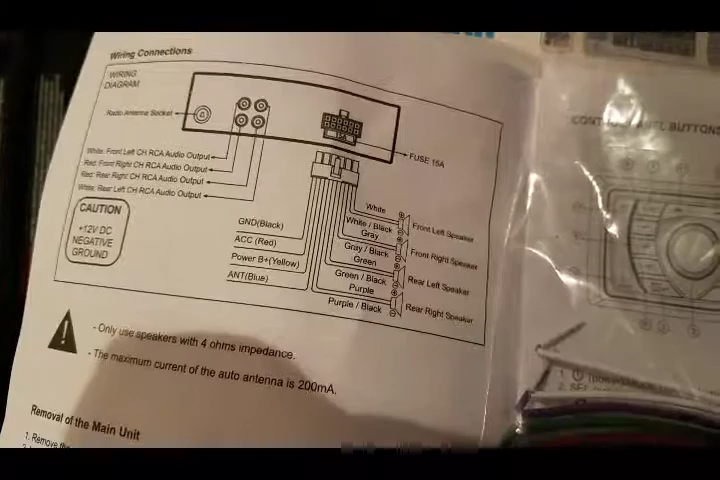 Wiring Connections
WIRING
DIAGRAM
Radio Antenna Socket
15A
FUSE 15A
White: Front Left CH RCA Audio Output
Red: Front Right CH RCA Audio Output
Red: Rear Right CH RCA Audio Output
White: Rear Left CH RCA Audio Output
CAUTION
+12V DC
NEGATIVE
GROUND
GND(Black)
ACC (Red)
Power B+(Yellow)
ANT(Blue)
White
White / Black
Front Left Speaker
Gray
Gray / Black
Front Right Speaker
Green
Green / Black
Rear Left Speaker
Purple
Purple / Black
Rear Right Speaker
- Only use speakers with 4 ohms impedance.
- The maximum current of the auto antenna is 200mA.
Removal of the Main Unit
1. Remove
BUTTONS